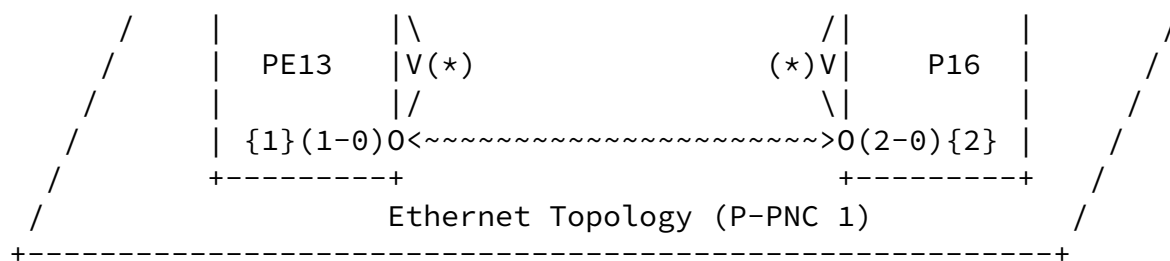 /     |         |\                      /|         |       /
     /      |  PE13   |V(*)                (*)V|   P16   |      /
    /       |         |/                      \|         |     /
   /        | {1}(1-0)O<~~~~~~~~~~~~~~~~~~~~~~>O(2-0){2} |    /
  /         +---------+                        +---------+   /
 /                   Ethernet Topology (P-PNC 1)           /
+---------------------------------------------------------+